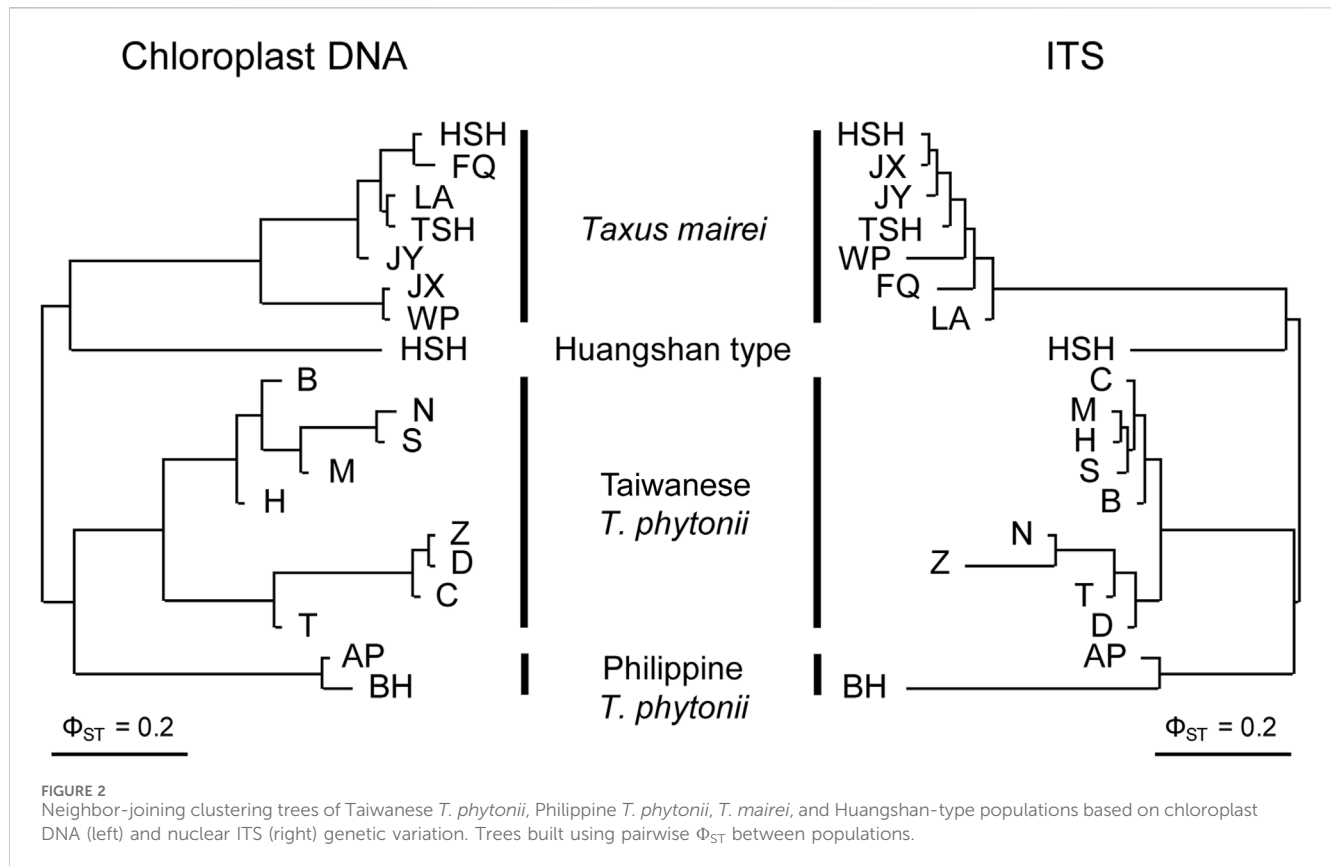 Chloroplast DNA
ITS
HSH
FQ
LA
TSH
JY
JX
WP
HSH
B
N
S
M
H
Z
D
C
T
AP
BH
Taxus mairei
Huangshan type
Taiwanese
T. phytonii
Philippine
T. phytonii
HSH
JX
JY
TSH
WP
FQ
LA
HSH
C
M
H
S
B
N
Z
T
D
AP
BH
ΦST = 0.2
ΦST = 0.2
FIGURE 2
Neighbor-joining clustering trees of Taiwanese T. phytonii, Philippine T. phytonii, T. mairei, and Huangshan-type populations based on chloroplast
DNA (left) and nuclear ITS (right) genetic variation. Trees built using pairwise ΦST between populations.